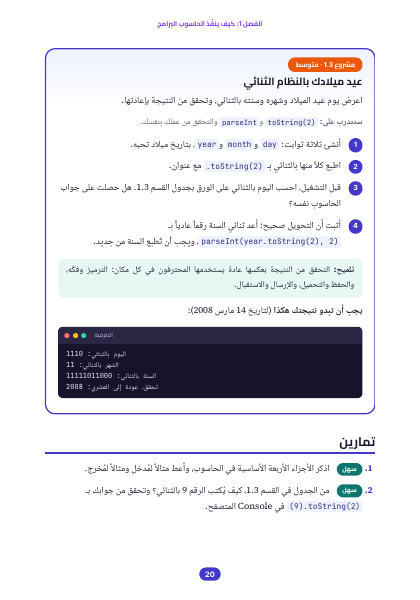 الفصل 1: كيف ينفّذ الحاسوب البرامج
مشروع 1.3 · متوسط
عيد ميلادك بالنظام الثنائي
اعرض يوم عيد الميلاد وشهره وسنته بالثنائي، وتحقق من النتيجة بإعادتها.
ستتدرب على: toString(2) و parseInt والتحقق من عملك بنفسك.
1 أنشئ ثلاثة ثوابت: day و month و year، بتاريخ ميلاد تحبه.
2 اطبع كلاً منها بالثنائي بـ .toString(2) مع عنوان.
3 قبل التشغيل، احسب اليوم بالثنائي على الورق بجدول القسم 1.3. هل حصلت على جواب
الحاسوب نفسه؟
4 أثبت أن التحويل صحيح: أعد ثنائي السنة رقماً عادياً بـ
parseInt(year.toString(2), 2)، ويجب أن تُطبع السنة من جديد.
تلميح: التحقق من النتيجة بعكسها عادةٌ يستخدمها المحترفون في كل مكان: الترميز وفكّه،
والحفظ والتحميل، والإرسال والاستقبال.
يجب أن تبدو نتيجتك هكذا (لتاريخ 14 مارس 2008):
الطرفية
اليوم بالثنائي: 1110
الشهر بالثنائي: 11
السنة بالثنائي: 11111011000
تحقق، عودة إلى العشري: 2008
تمارين
1. سهل اذكر الأجزاء الأربعة الأساسية في الحاسوب، وأعط مثالاً لمُدخل ومثالاً لمُخرج.
2. سهل من الجدول في القسم 1.3، كيف يُكتب الرقم 9 بالثنائي؟ وتحقق من جوابك بـ
(9).toString(2) في Console المتصفح.
20